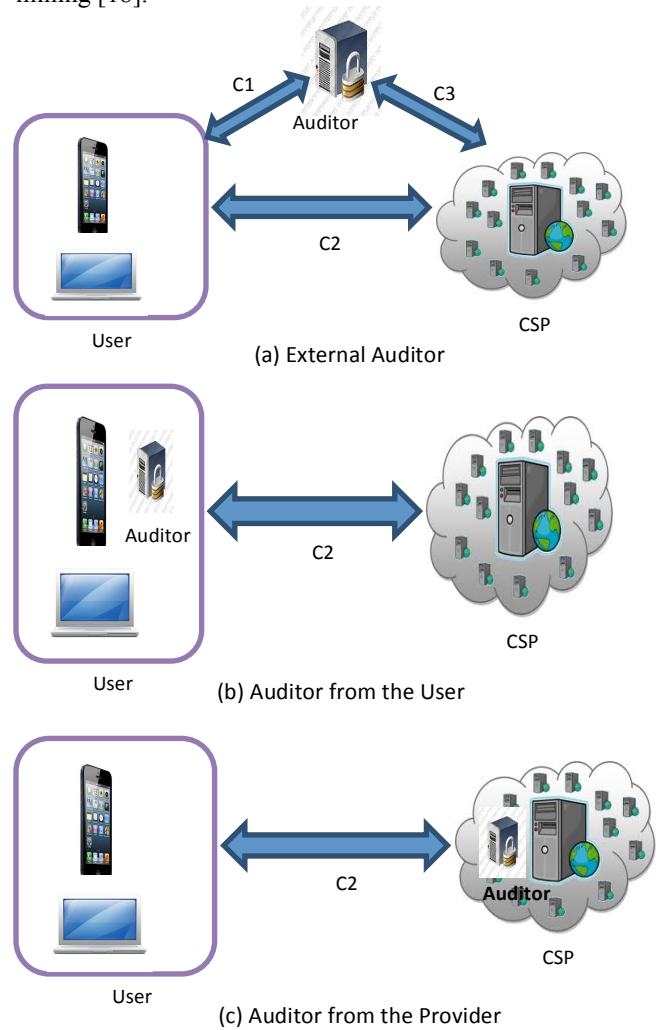 C1
C3
Auditor
C2
CSP
User
(a) External Auditor
Auditor
C2
CSP
User
(b) Auditor from the User
C2
Auditor
CSP
User
(c) Auditor from the Provider